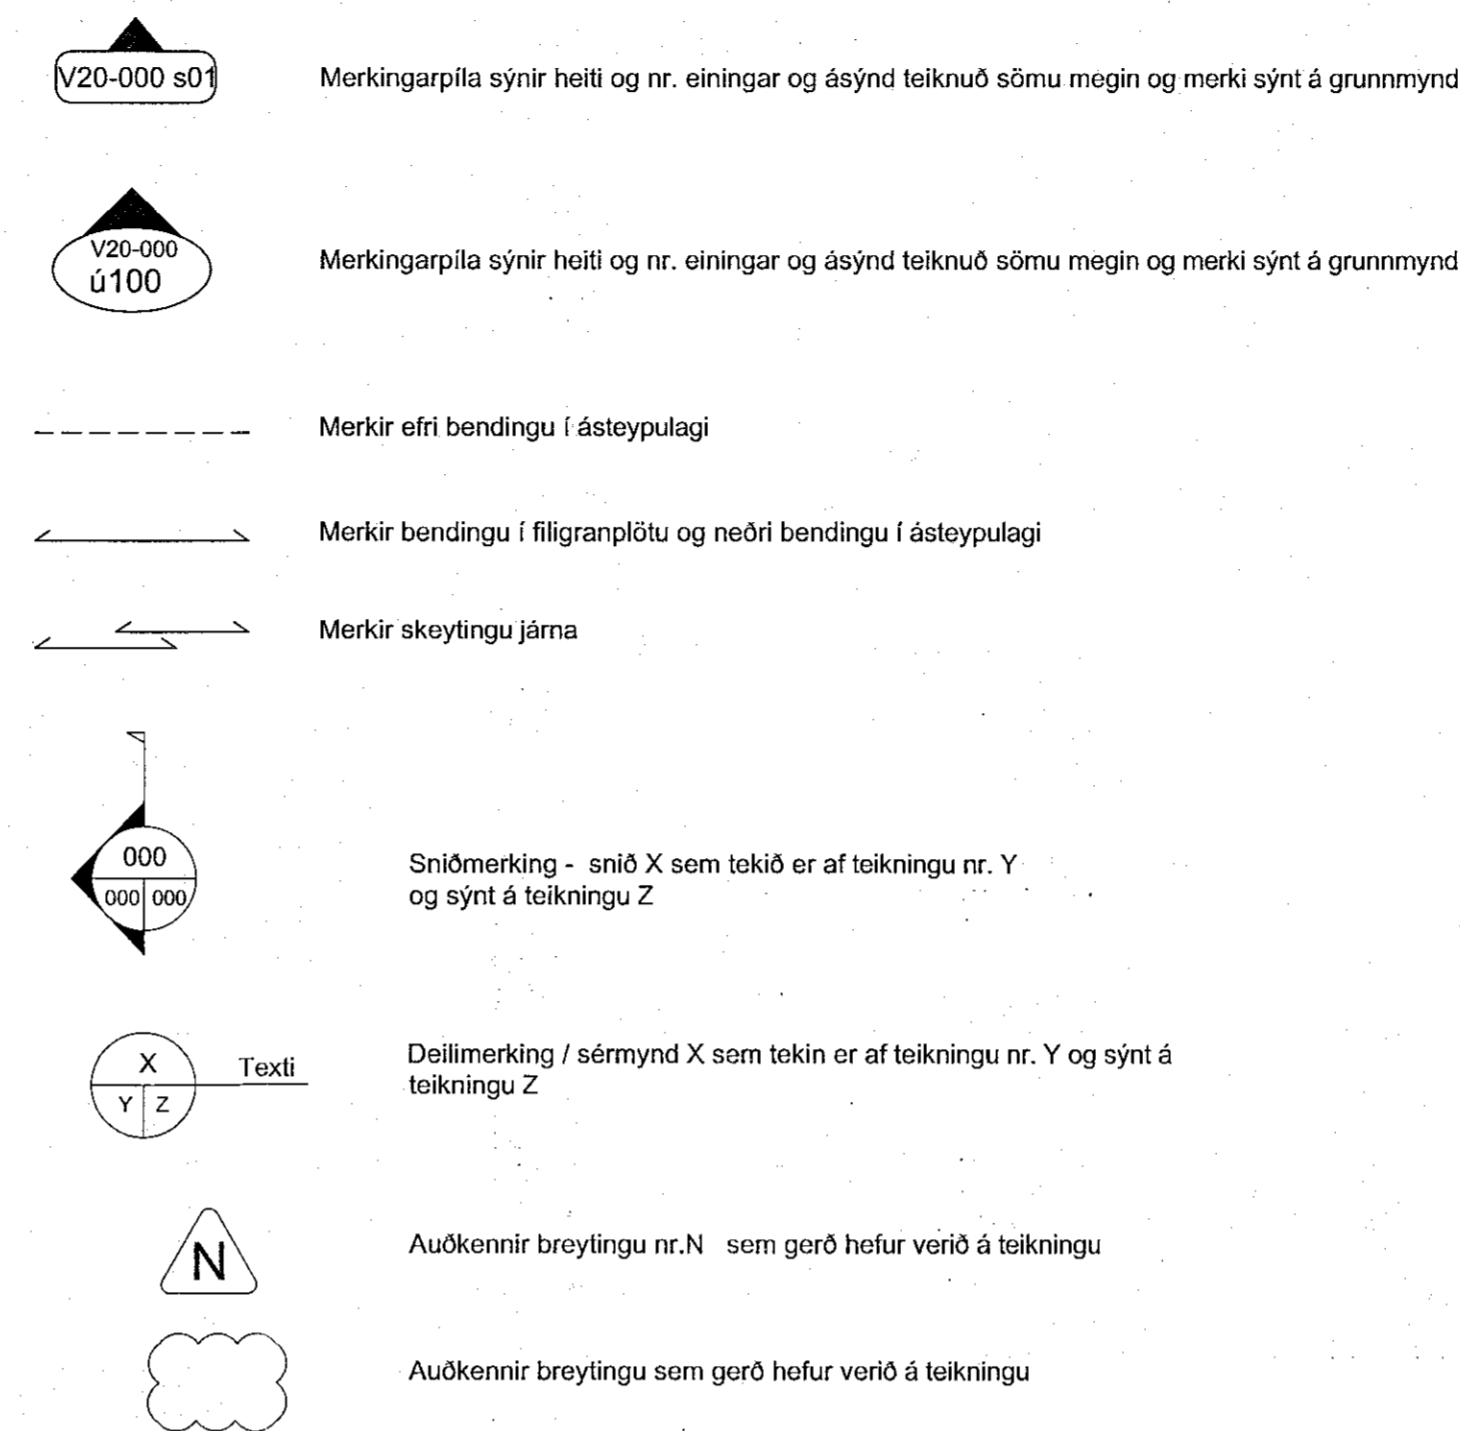 V20-000 s01
Merkingarpíla sýnir heiti og nr. einingar og ásýnd teiknuð sömu megin og merki sýnt á grunnmynd
V20-000
ú100
Merkingarpíla sýnir heiti og nr. einingar og ásýnd teiknuð sömu megin og merki sýnt á grunnmynd
Merkir efri bendingu í ásteypulagi
Merkir bendingu í filigranplötu og neðri bendingu í ásteypulagi
Merkir skeytingu járna
000
000 000
Sniðmerking - snið X sem tekið er af teikningu nr. Y
og sýnt á teikningu Z
X
Texti
Y Z
Deilimerking / sérmynd X sem tekin er af teikningu nr. Y og sýnt á
teikningu Z
N
Auðkennir breytingu nr.N sem gerð hefur verið á teikningu
Auðkennir breytingu sem gerð hefur verið á teikningu